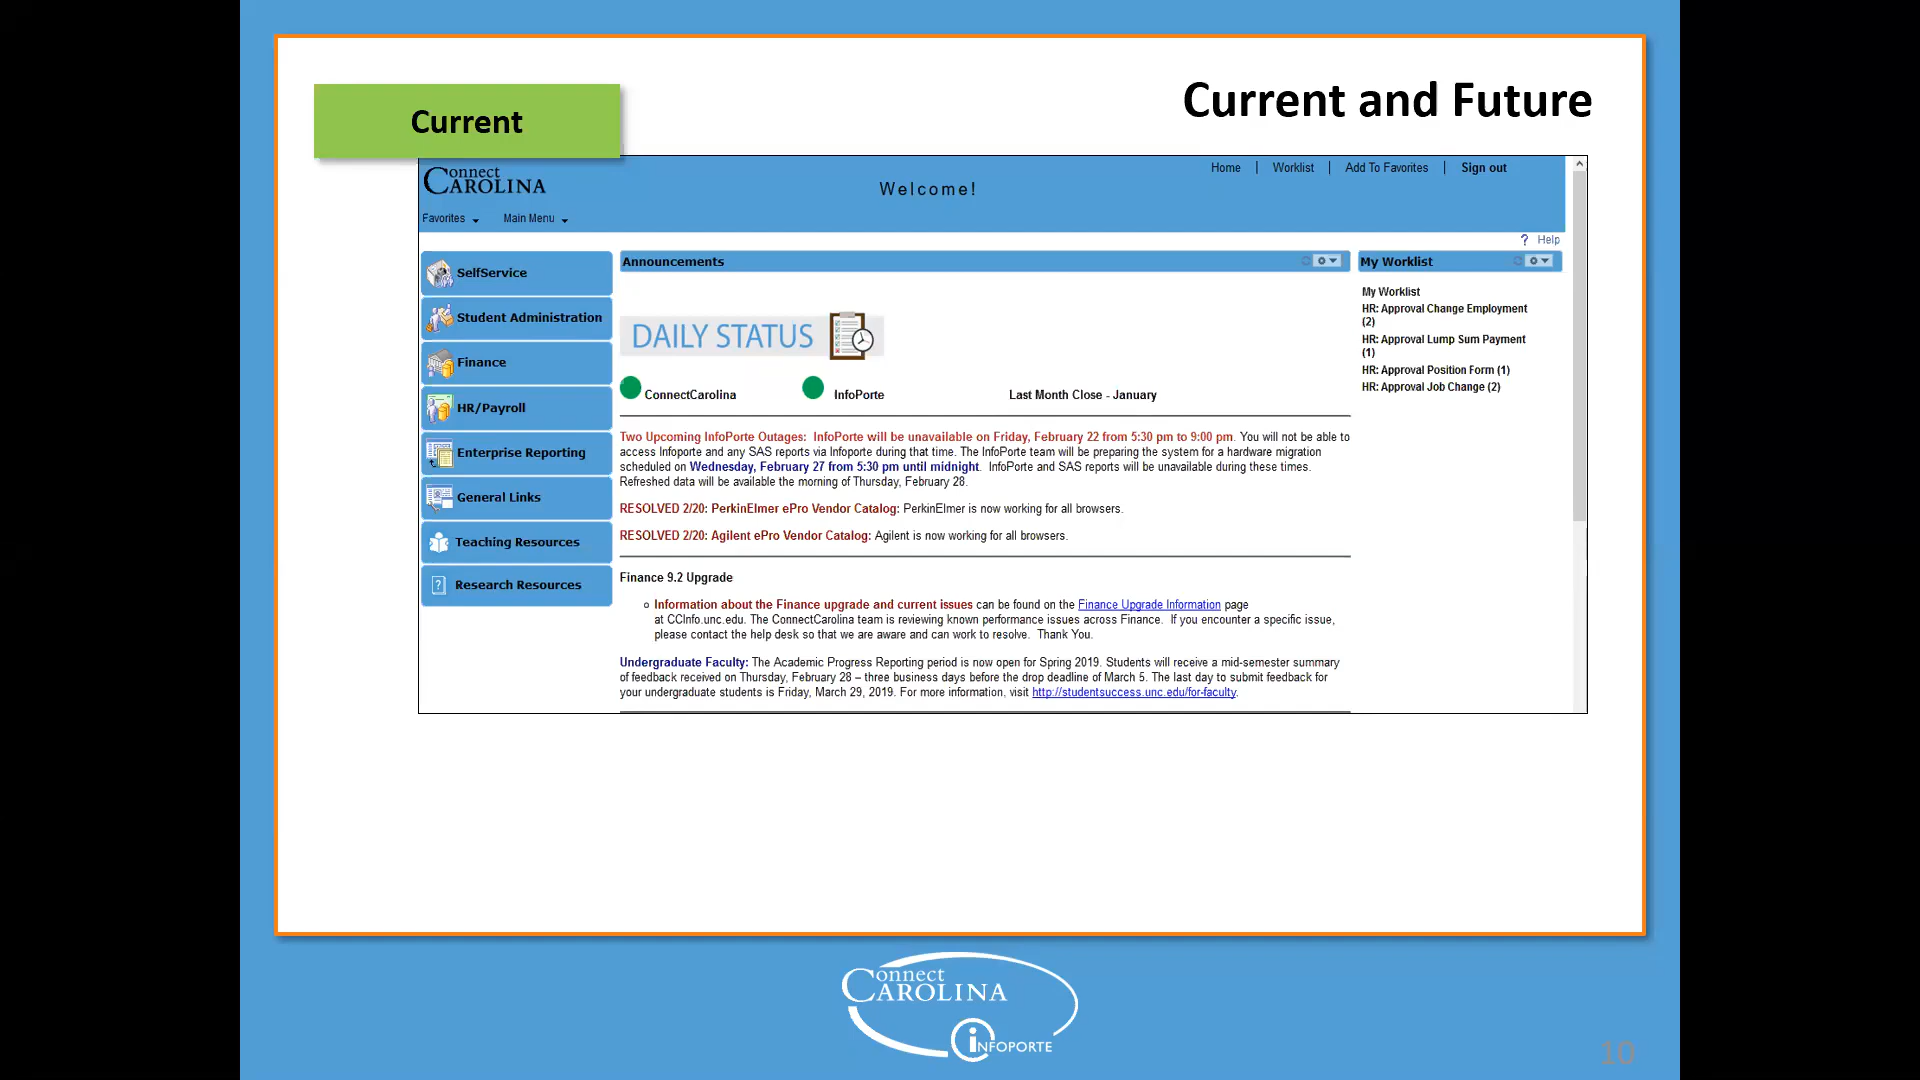 Current and Future
Current
Connect
CAROLINA
Welcome!
Home | Worklist | Add To Favorites | Sign out
Favorites Main Menu
? Help
SelfService
Student Administration
Finance
HR/Payroll
Enterprise Reporting
General Links
Teaching Resources
Research Resources
Announcements
DAILY STATUS
ConnectCarolina InfoPorte Last Month Close - January
Two Upcoming InfoPorte Outages: InfoPorte will be unavailable on Friday, February 22 from 5:30 pm to 9:00 pm. You will not be able to
access Infoporte and any SAS reports via Infoporte during that time. The InfoPorte team will be preparing the system for a hardware migration
scheduled on Wednesday, February 27 from 5:30 pm until midnight. InfoPorte and SAS reports will be unavailable during these times.
Refreshed data will be available the morning of Thursday, February 28.
RESOLVED 2/20: PerkinElmer ePro Vendor Catalog: PerkinElmer is now working for all browsers.
RESOLVED 2/20: Agilent ePro Vendor Catalog: Agilent is now working for all browsers.
Finance 9.2 Upgrade
Information about the Finance upgrade and current issues can be found on the Finance Upgrade Information page
at CCInfo.unc.edu. The ConnectCarolina team is reviewing known performance issues across Finance. If you encounter a specific issue,
please contact the help desk so that we are aware and can work to resolve. Thank You.
Undergraduate Faculty: The Academic Progress Reporting period is now open for Spring 2019. Students will receive a mid-semester summary
of feedback received on Thursday, February 28 – three business days before the drop deadline of March 5. The last day to submit feedback for
your undergraduate students is Friday, March 29, 2019. For more information, visit http://studentsuccess.unc.edu/for-faculty.
My Worklist
My Worklist
HR: Approval Change Employment
(2)
HR: Approval Lump Sum Payment
(1)
HR: Approval Position Form (1)
HR: Approval Job Change (2)
Connect
CAROLINA
iNFOPORTE
10